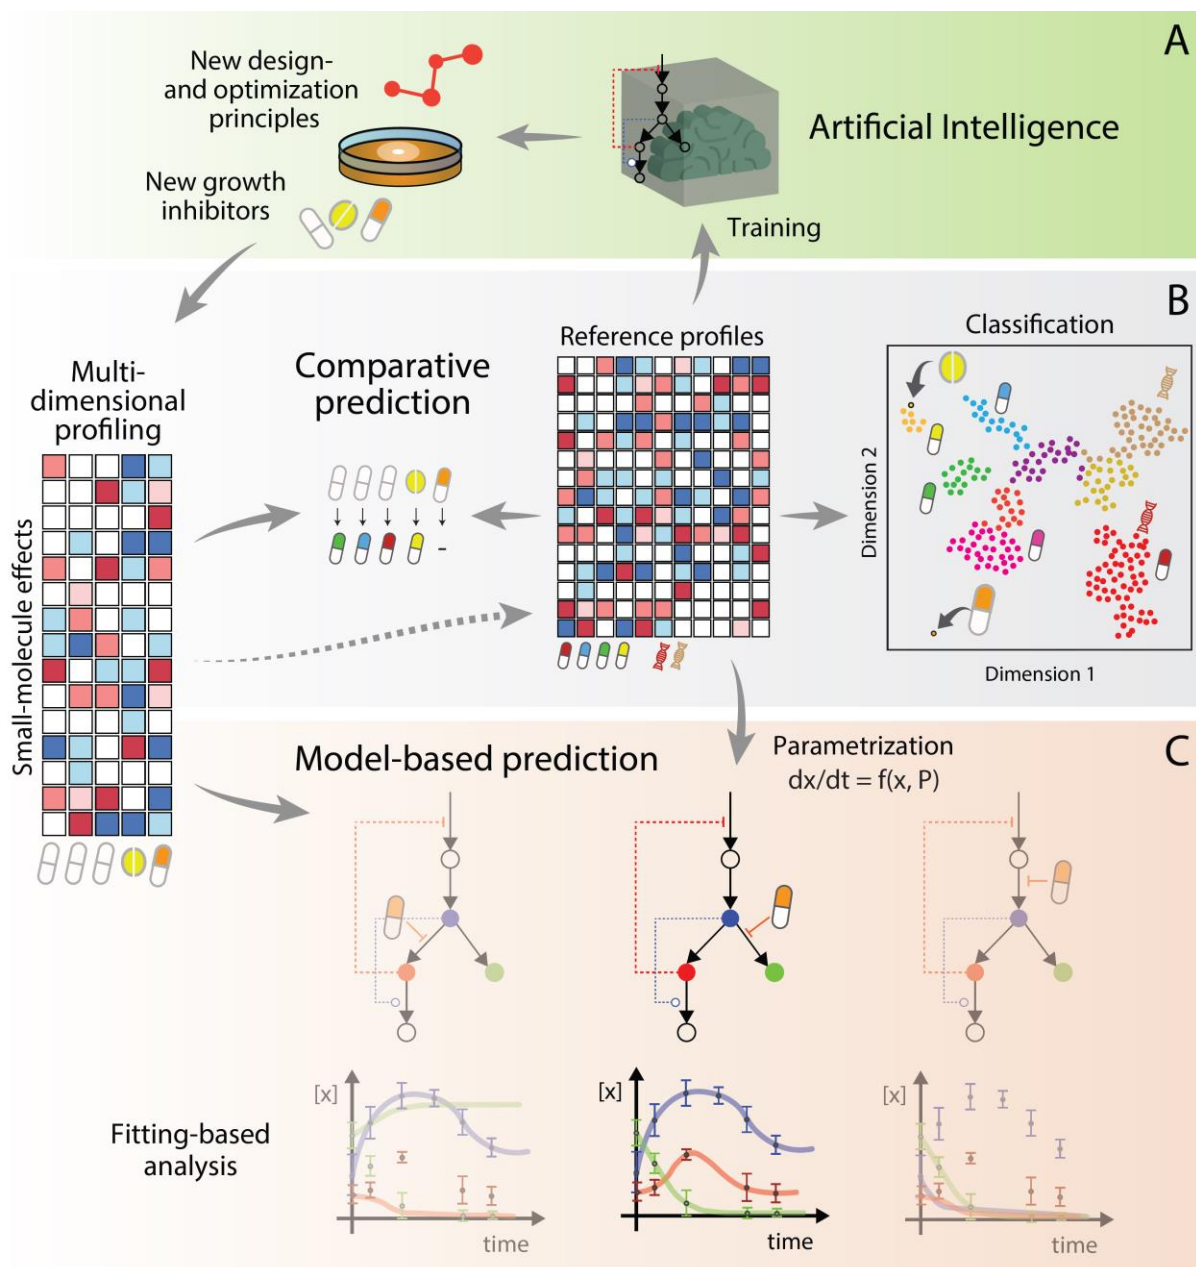 A
New design-
and optimization
principles
Artificial Intelligence
New growth
inhibitors
Training
B
Classification
Reference profiles
Multi-
dimensional
profiling
Comparative
prediction
Small-molecule effects
-
Dimension 2
Dimension 1
C
Model-based prediction
Parametrization
dx/dt = f(x, P)
Fitting-based
analysis
[x]
time
[x]
time
[x]
time